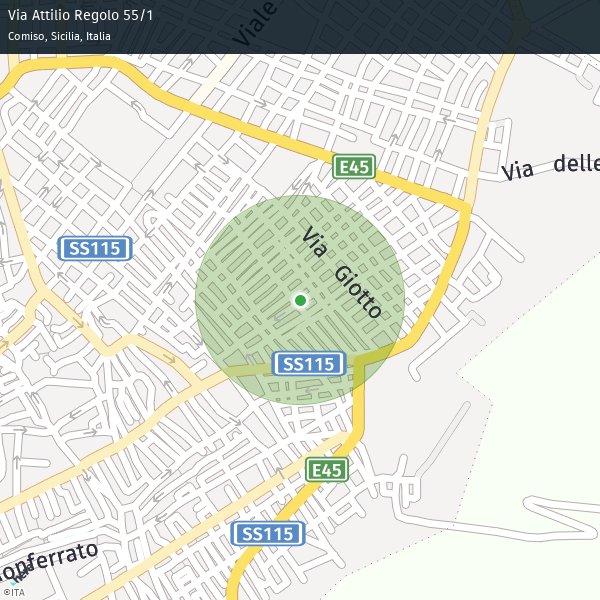 Via Attilio Regolo 55/1
Comiso, Sicilia, Italia
Viale
E45
Via delle
SS115
Via Giotto
SS115
E45
SS115
onferrato
©ITA